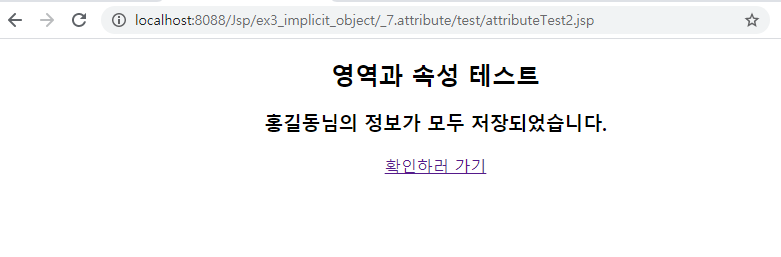 localhost:8088/Jsp/ex3_implicit_object/_7.attribute/test/attributeTest2.jsp
영역과 속성 테스트
홍길동님의 정보가 모두 저장되었습니다.
확인하러 가기